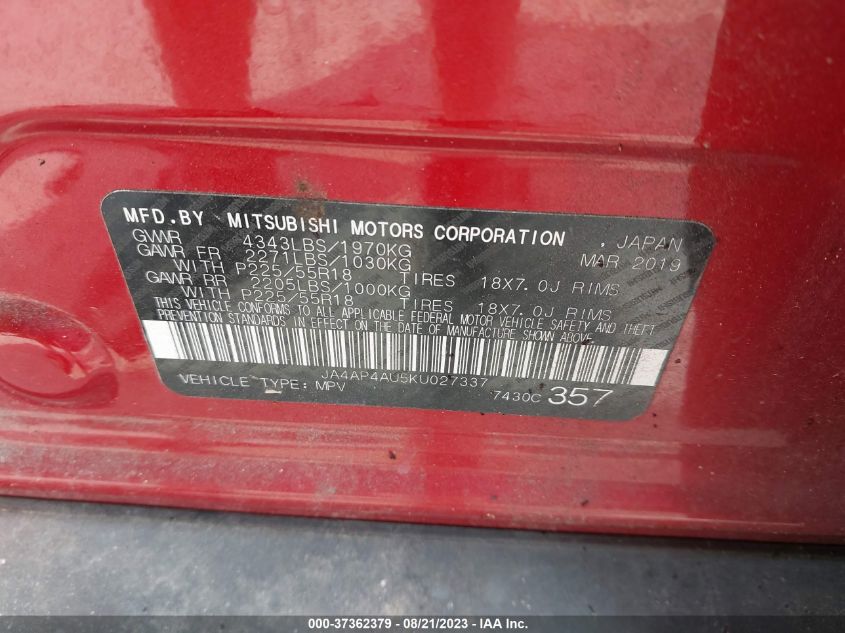 MFD.BY MITSUBISHI MOTORS CORPORATION , JAPAN
GVWR 4343LBS/1970KG MAR 2019
GAWR FR 2271LBS/1030KG
WITH P225/55R18 TIRES 18X7.0J RIMS
GAWR RR 2205LBS/1000KG
WITH P225/55R18 TIRES 18X7.0J RIMS
THIS VEHICLE CONFORMS TO ALL APPLICABLE FEDERAL MOTOR VEHICLE SAFETY AND THEFT
PREVENTION STANDARDS IN EFFECT ON THE DATE OF MANUFACTURE SHOWN ABOVE.
JA4AP4AU5KU027337
VEHICLE TYPE: MPV 7430C 357
000-37362379 - 08/21/2023 - IAAI.com